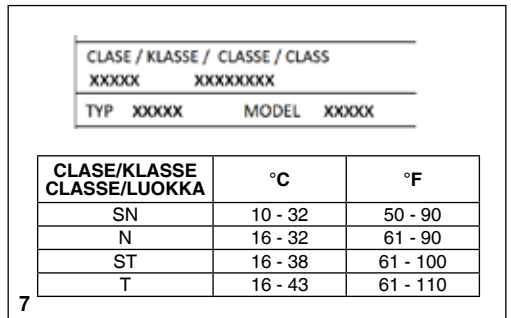 CLASE / KLASSE / CLASSE / CLASS
XXXXX XXXXXXXX
TYP XXXXX MODEL XXXXX
CLASE/KLASSE
CLASSE/LUOKKA °C °F
SN 10 - 32 50 - 90
N 16 - 32 61 - 90
ST 16 - 38 61 - 100
T 16 - 43 61 - 110
7